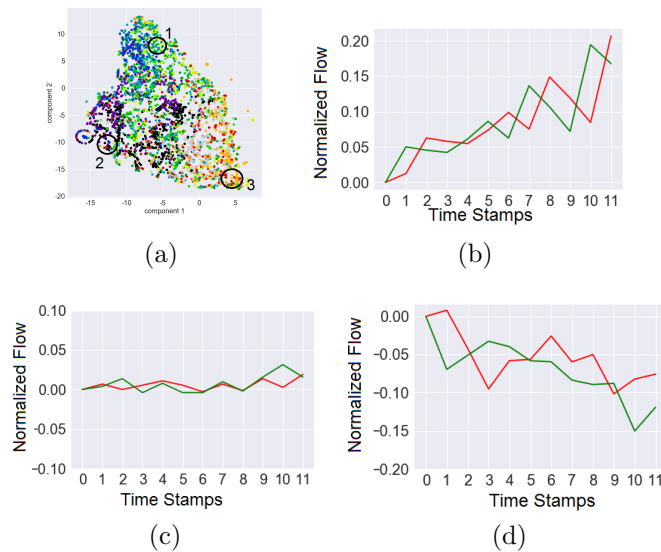 10
5
0
−5
−10
−15
−20
component 2
−15
−10
−5
0
5
component 1
1
2
3
(a)
0.20
0.15
0.10
0.05
0.00
Normalized Flow
0 1 2 3 4 5 6 7 8 9 10 11
Time Stamps
(b)
0.10
0.05
0.00
−0.05
−0.10
Normalized Flow
0 1 2 3 4 5 6 7 8 9 10 11
Time Stamps
(c)
0.00
−0.05
−0.10
−0.15
−0.20
Normalized Flow
0 1 2 3 4 5 6 7 8 9 10 11
Time Stamps
(d)